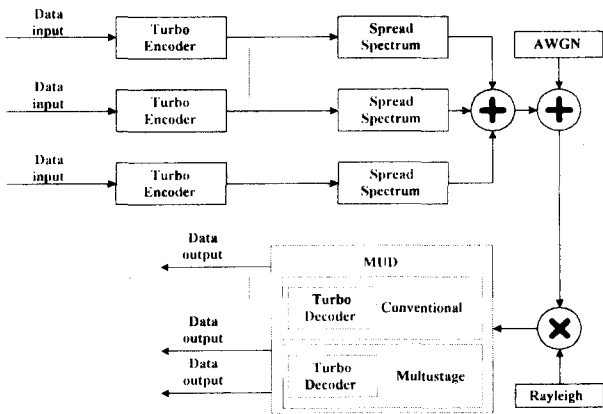 Data
input
Turbo
Encoder
Spread
Spectrum
AWGN
Data
input
Turbo
Encoder
Spread
Spectrum
Data
input
Turbo
Encoder
Spread
Spectrum
Data
output
MUD
Turbo
Decoder
Conventional
Data
output
Turbo
Decoder
Multustage
Data
output
Rayleigh